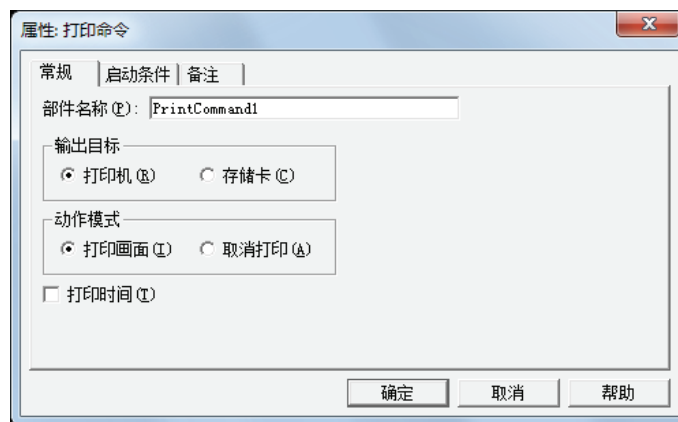 属性: 打印命令
常规 启动条件 备注
部件名称(P): PrintCommand1
输出目标
打印机(R) 存储卡(C)
动作模式
打印画面(I) 取消打印(A)
打印时间(T)
确定 取消 帮助